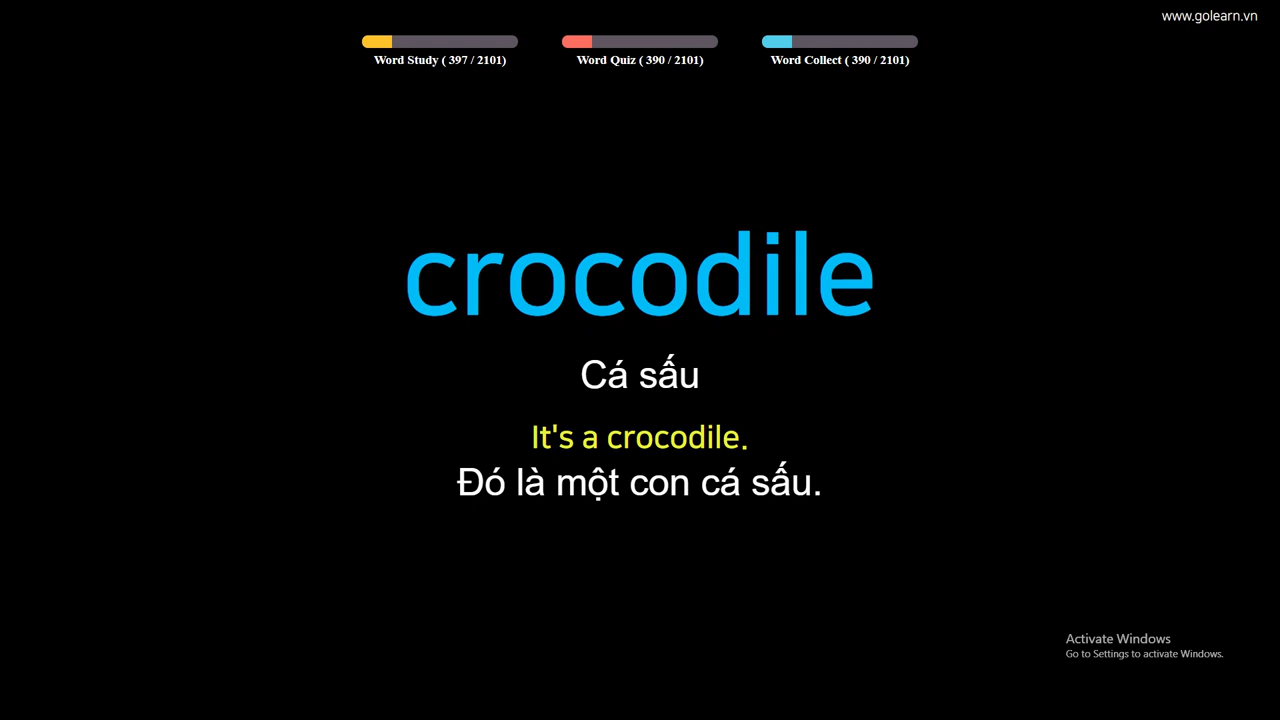 www.golearn.vn
Word Study ( 397 / 2101) Word Quiz ( 390 / 2101) Word Collect ( 390 / 2101)
crocodile
Cá sấu
It's a crocodile.
Đó là một con cá sấu.
Activate Windows
Go to Settings to activate Windows.